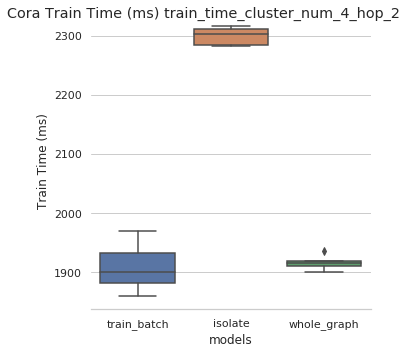 Cora Train Time (ms) train_time_cluster_num_4_hop_2
2300
2200
2100
2000
1900
Train Time (ms)
train_batch isolate whole_graph
models